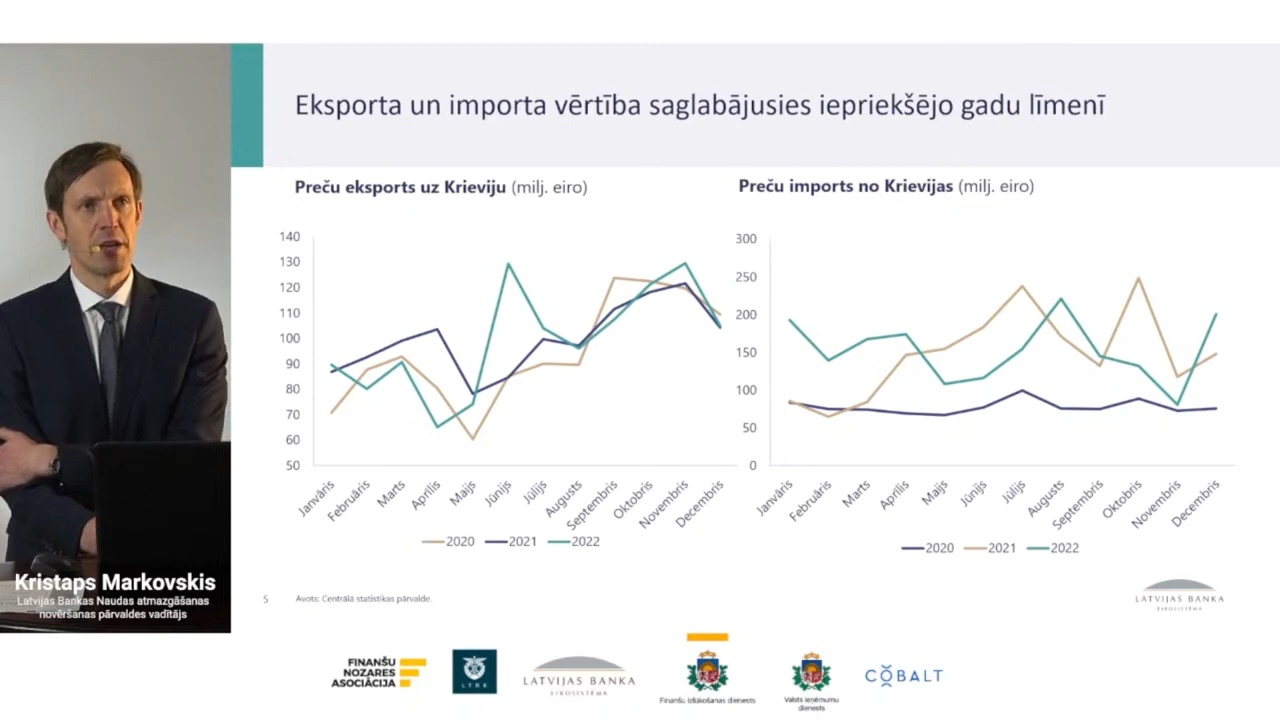 Eksporta un importa vērtība saglabājusies iepriekšējo gadu līmenī
Preču eksports uz Krieviju (milj. eiro)
140
130
120
110
100
90
80
70
60
50
Janvāris
Februāris
Marts
Aprīlis
Maijs
Jūnijs
Jūlijs
Augusts
Septembris
Oktobris
Novembris
Decembris
2020 2021 2022
Preču imports no Krievijas (milj. eiro)
300
250
200
150
100
50
0
Janvāris
Februāris
Marts
Aprīlis
Maijs
Jūnijs
Jūlijs
Augusts
Septembris
Oktobris
Novembris
Decembris
2020 2021 2022
Kristaps Markovskis
Latvijas Bankas Naudas atmazgāšanas
novēršanas pārvaldes vadītājs
5 Avots: Centrālā statistikas pārvalde.
LATVIJAS BANKA
EIROSISTĒMA
FINANŠU
NOZARES
ASOCIĀCIJA
LTRK
LATVIJAS BANKA
EIROSISTĒMA
Finanšu izlūkošanas dienests
Valsts ieņēmumu
dienests
COBALT